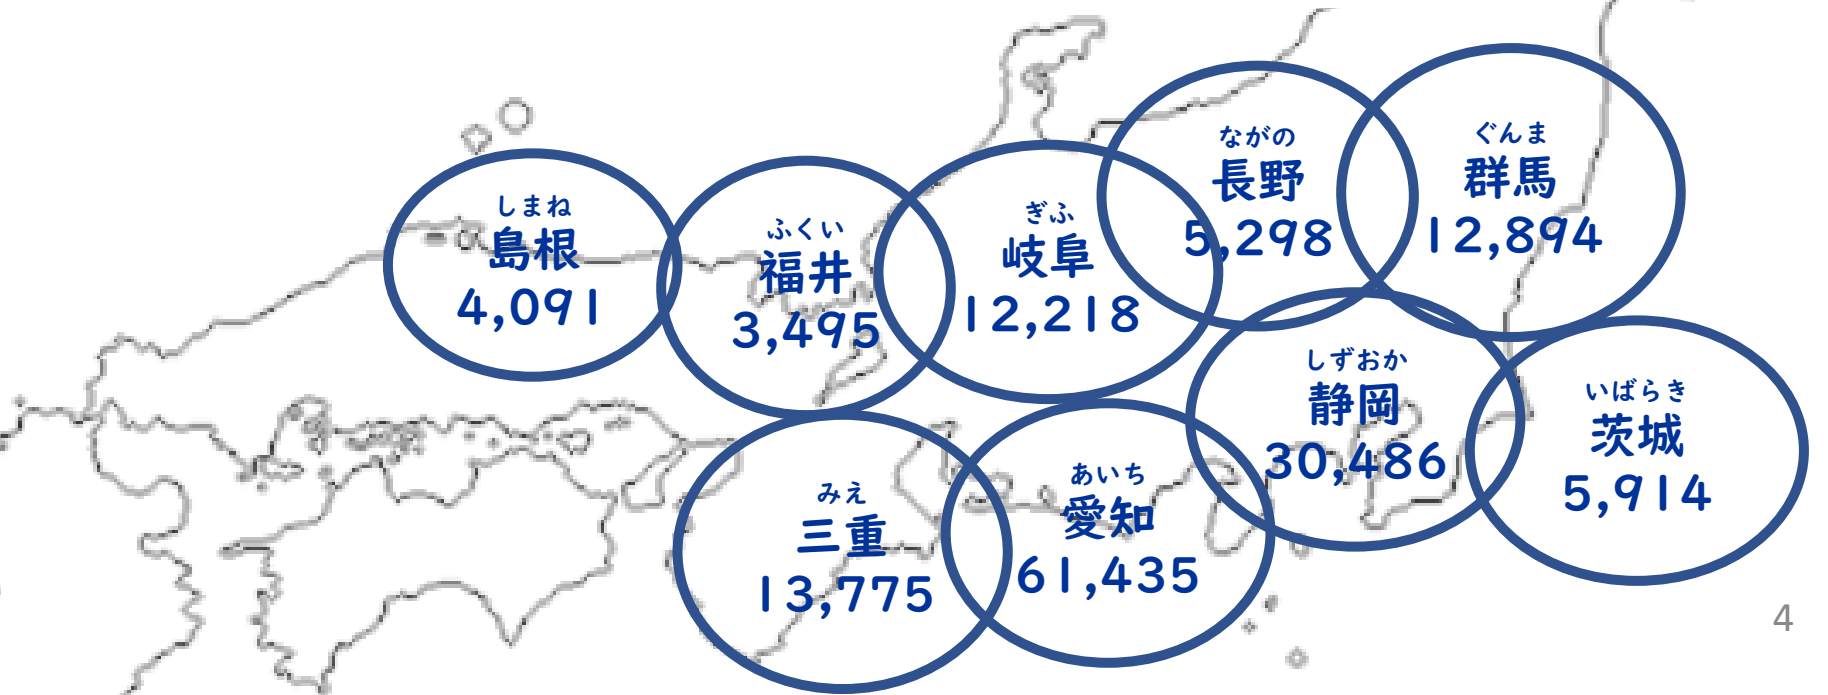 しまね
島根
4,091
ふくい
福井
3,495
ぎふ
岐阜
12,218
ながの
長野
5,298
ぐんま
群馬
12,894
みえ
三重
13,775
あいち
愛知
61,435
しずおか
静岡
30,486
いばらき
茨城
5,914
4